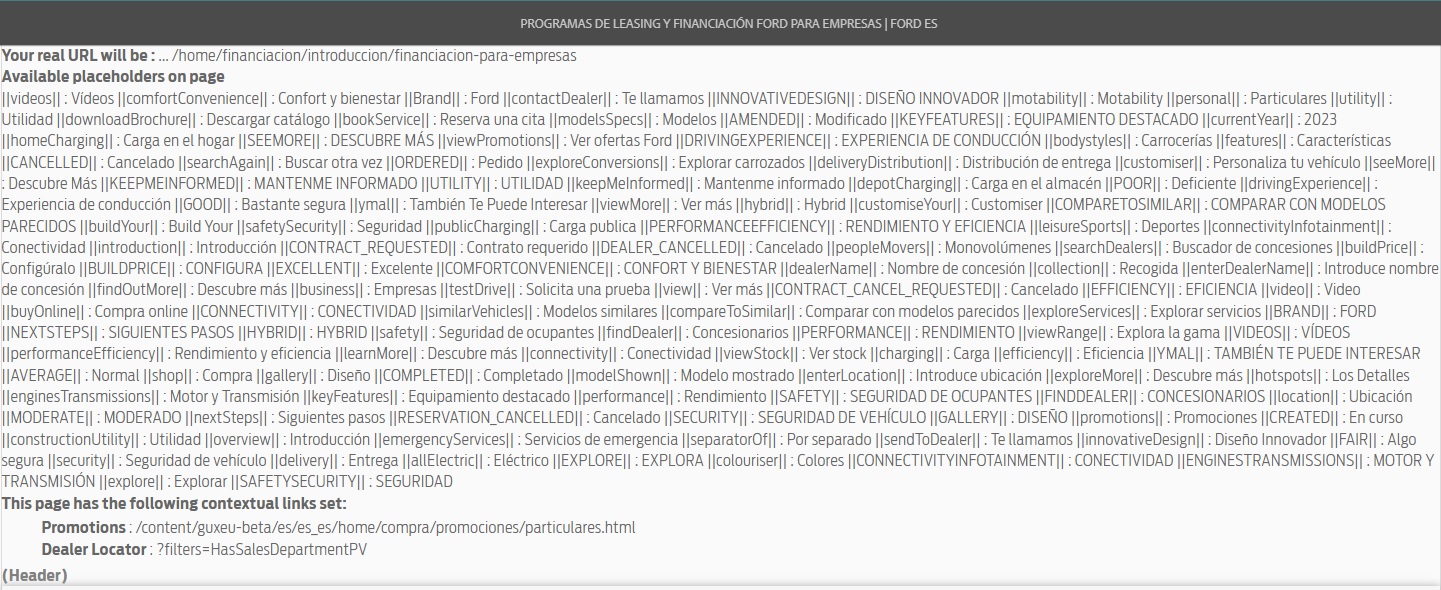 PROGRAMAS DE LEASING Y FINANCIACIÓN FORD PARA EMPRESAS | FORD ES
Your real URL will be : ... /home/financiacion/introduccion/financiacion-para-empresas
Available placeholders on page
||videos|| : Vídeos ||comfortConvenience|| : Confort y bienestar ||Brand|| : Ford ||contactDealer|| : Te llamamos ||INNOVATIVEDESIGN|| : DISEÑO INNOVADOR ||motability|| : Motability ||personal|| : Particulares ||utility|| :
Utilidad ||downloadBrochure|| : Descargar catálogo ||bookService|| : Reserva una cita ||modelsSpecs|| : Modelos ||AMENDED|| : Modificado ||KEYFEATURES|| : EQUIPAMIENTO DESTACADO ||currentYear|| : 2023
||homeCharging|| : Carga en el hogar ||SEEMORE|| : DESCUBRE MÁS ||viewPromotions|| : Ver ofertas Ford ||DRIVINGEXPERIENCE|| : EXPERIENCIA DE CONDUCCIÓN ||bodystyles|| : Carrocerías ||features|| : Características
||CANCELLED|| : Cancelado ||searchAgain|| : Buscar otra vez ||ORDERED|| : Pedido ||exploreConversions|| : Explorar carrozados ||deliveryDistribution|| : Distribución de entrega ||customiser|| : Personaliza tu vehículo ||seeMore||
: Descubre Más ||KEEPMEINFORMED|| : MANTENME INFORMADO ||UTILITY|| : UTILIDAD ||keepMeInformed|| : Mantenme informado ||depotCharging|| : Carga en el almacén ||POOR|| : Deficiente ||drivingExperience|| :
Experiencia de conducción ||GOOD|| : Bastante segura ||ymal|| : También Te Puede Interesar ||viewMore|| : Ver más ||hybrid|| : Hybrid ||customiseYour|| : Customiser ||COMPARETOSIMILAR|| : COMPARAR CON MODELOS
PARECIDOS ||buildYour|| : Build Your ||safetySecurity|| : Seguridad ||publicCharging|| : Carga publica ||PERFORMANCEEFFICIENCY|| : RENDIMIENTO Y EFICIENCIA ||leisureSports|| : Deportes ||connectivityInfotainment|| :
Conectividad ||introduction|| : Introducción ||CONTRACT_REQUESTED|| : Contrato requerido ||DEALER_CANCELLED|| : Cancelado ||peopleMovers|| : Monovolúmenes ||searchDealers|| : Buscador de concesiones ||buildPrice|| :
Configúralo ||BUILDPRICE|| : CONFIGURA ||EXCELLENT|| : Excelente ||COMFORTCONVENIENCE|| : CONFORT Y BIENESTAR ||dealerName|| : Nombre de concesión ||collection|| : Recogida ||enterDealerName|| : Introduce nombre
de concesión ||findOutMore|| : Descubre más ||business|| : Empresas ||testDrive|| : Solicita una prueba ||view|| : Ver más ||CONTRACT_CANCEL_REQUESTED|| : Cancelado ||EFFICIENCY|| : EFICIENCIA ||video|| : Video
||buyOnline|| : Compra online ||CONNECTIVITY|| : CONECTIVIDAD ||similarVehicles|| : Modelos similares ||compareToSimilar|| : Comparar con modelos parecidos ||exploreServices|| : Explorar servicios ||BRAND|| : FORD
||NEXTSTEPS|| : SIGUIENTES PASOS ||HYBRID|| : HYBRID ||safety|| : Seguridad de ocupantes ||findDealer|| : Concesionarios ||PERFORMANCE|| : RENDIMIENTO ||viewRange|| : Explora la gama ||VIDEOS|| : VÍDEOS
||performanceEfficiency|| : Rendimiento y eficiencia ||learnMore|| : Descubre más ||connectivity|| : Conectividad ||viewStock|| : Ver stock ||charging|| : Carga ||efficiency|| : Eficiencia ||YMAL|| : TAMBIÉN TE PUEDE INTERESAR
||AVERAGE|| : Normal ||shop|| : Compra ||gallery|| : Diseño ||COMPLETED|| : Completado ||modelShown|| : Modelo mostrado ||enterLocation|| : Introduce ubicación ||exploreMore|| : Descubre más ||hotspots|| : Los Detalles
||enginesTransmissions|| : Motor y Transmisión ||keyFeatures|| : Equipamiento destacado ||performance|| : Rendimiento ||SAFETY|| : SEGURIDAD DE OCUPANTES ||FINDDEALER|| : CONCESIONARIOS ||location|| : Ubicación
||MODERATE|| : MODERADO ||nextSteps|| : Siguientes pasos ||RESERVATION_CANCELLED|| : Cancelado ||SECURITY|| : SEGURIDAD DE VEHÍCULO ||GALLERY|| : DISEÑO ||promotions|| : Promociones ||CREATED|| : En curso
||constructionUtility|| : Utilidad ||overview|| : Introducción ||emergencyServices|| : Servicios de emergencia ||separatorOf|| : Por separado ||sendToDealer|| : Te llamamos ||innovativeDesign|| : Diseño Innovador ||FAIR|| : Algo
segura ||security|| : Seguridad de vehículo ||delivery|| : Entrega ||allElectric|| : Eléctrico ||EXPLORE|| : EXPLORA ||colouriser|| : Colores ||CONNECTIVITYINFOTAINMENT|| : CONECTIVIDAD ||ENGINESTRANSMISSIONS|| : MOTOR Y
TRANSMISIÓN ||explore|| : Explorar ||SAFETYSECURITY|| : SEGURIDAD
This page has the following contextual links set:
Promotions : /content/guxeu-beta/es/es_es/home/compra/promociones/particulares.html
Dealer Locator : ?filters=HasSalesDepartmentPV
(Header)